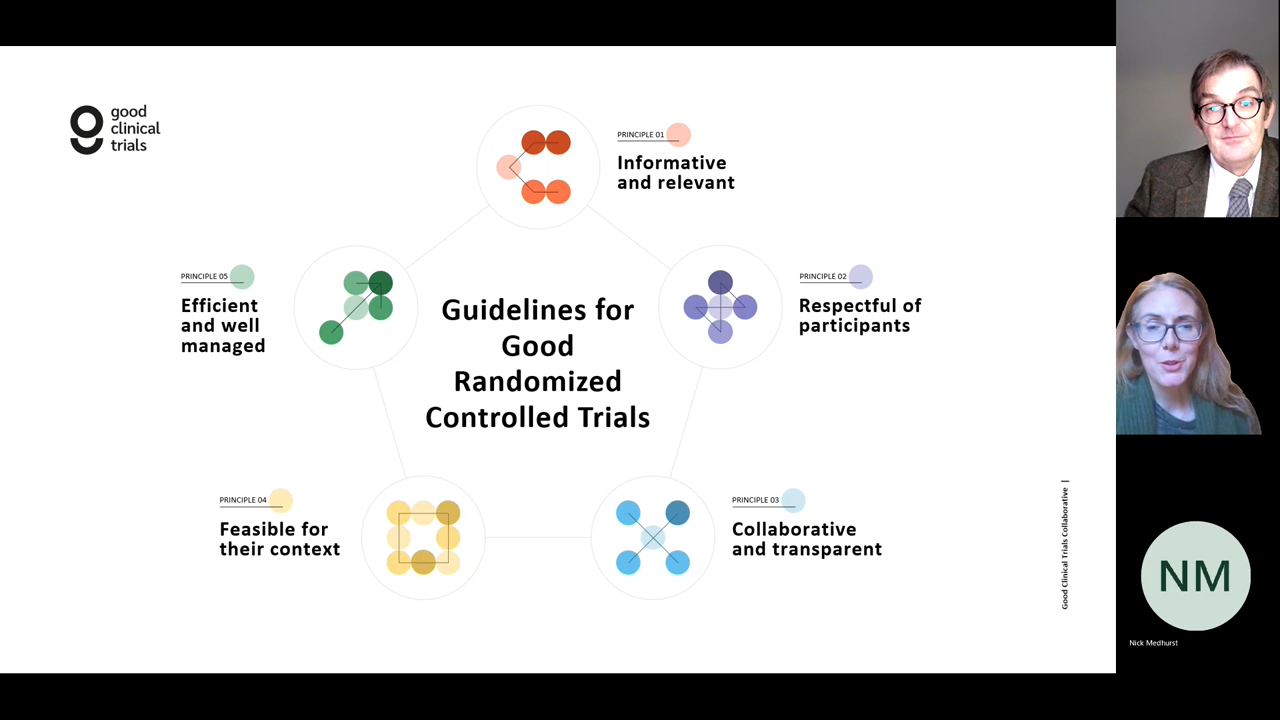 good
clinical
trials
PRINCIPLE 01
Informative
and relevant
PRINCIPLE 05
Efficient
and well
managed
Guidelines for
Good
Randomized
Controlled Trials
PRINCIPLE 02
Respectful of
participants
PRINCIPLE 04
Feasible for
their context
PRINCIPLE 03
Collaborative
and transparent
Good Clinical Trials Collaborative |
NM
Nick Medhurst